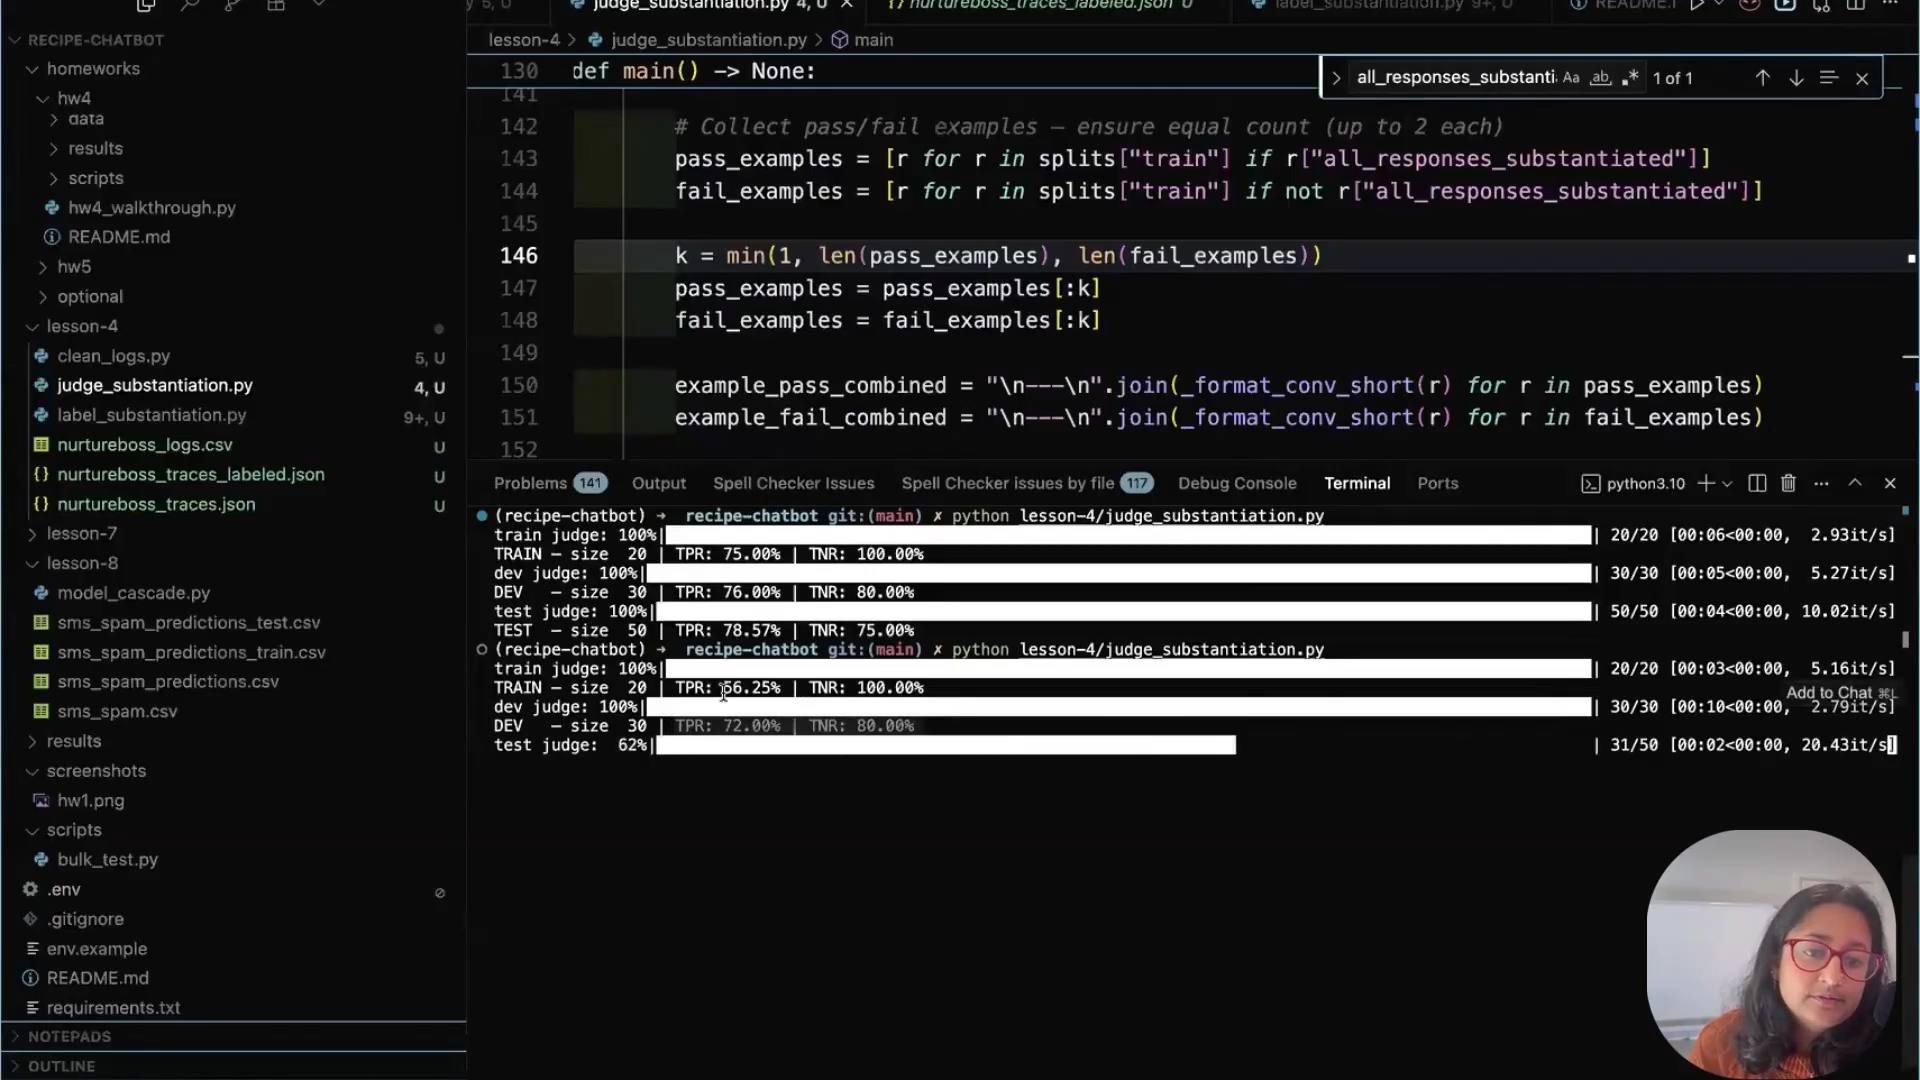 judge_substantiation.py 4, U
nurtureboss_traces_labeled.json U
label_substantiation.py 9+, U
RECIPE-CHATBOT
homeworks
hw4
data
results
scripts
hw4_walkthrough.py
README.md
hw5
optional
lesson-4
clean_logs.py 5, U
judge_substantiation.py 4, U
label_substantiation.py 9+, U
nurtureboss_logs.csv U
nurtureboss_traces_labeled.json U
nurtureboss_traces.json U
lesson-7
lesson-8
model_cascade.py
sms_spam_predictions_test.csv
sms_spam_predictions_train.csv
sms_spam_predictions.csv
sms_spam.csv
results
screenshots
hw1.png
scripts
bulk_test.py
.env
.gitignore
env.example
README.md
requirements.txt
NOTEPADS
OUTLINE
lesson-4 > judge_substantiation.py > main
all_responses_substanti Aa ab 1 of 1
130 def main() -> None:
141
142 # Collect pass/fail examples — ensure equal count (up to 2 each)
143 pass_examples = [r for r in splits["train"] if r["all_responses_substantiated"]]
144 fail_examples = [r for r in splits["train"] if not r["all_responses_substantiated"]]
145
146 k = min(1, len(pass_examples), len(fail_examples))
147 pass_examples = pass_examples[:k]
148 fail_examples = fail_examples[:k]
149
150 example_pass_combined = "\n---\n".join(_format_conv_short(r) for r in pass_examples)
151 example_fail_combined = "\n---\n".join(_format_conv_short(r) for r in fail_examples)
152
Problems 141 Output Spell Checker Issues Spell Checker issues by file 117 Debug Console Terminal Ports python3.10
(recipe-chatbot) → recipe-chatbot git:(main) ✗ python lesson-4/judge_substantiation.py
train judge: 100%| | 20/20 [00:06<00:00, 2.93it/s]
TRAIN — size 20 | TPR: 75.00% | TNR: 100.00%
dev judge: 100%| | 30/30 [00:05<00:00, 5.27it/s]
DEV — size 30 | TPR: 76.00% | TNR: 80.00%
test judge: 100%| | 50/50 [00:04<00:00, 10.02it/s]
TEST — size 50 | TPR: 78.57% | TNR: 75.00%
(recipe-chatbot) → recipe-chatbot git:(main) ✗ python lesson-4/judge_substantiation.py
train judge: 100%| | 20/20 [00:03<00:00, 5.16it/s]
TRAIN — size 20 | TPR: 56.25% | TNR: 100.00%
Add to Chat ⌘L
dev judge: 100%| | 30/30 [00:10<00:00, 2.79it/s]
DEV — size 30 | TPR: 72.00% | TNR: 80.00%
test judge: 62%| | 31/50 [00:02<00:00, 20.43it/s]